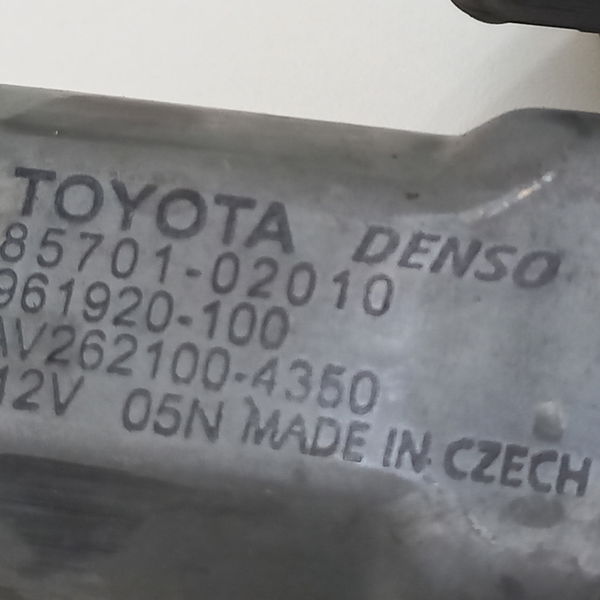 TOYOTA DENSO
85701-02010
961920-100
AV262100-4350
12V 05N MADE IN CZECH